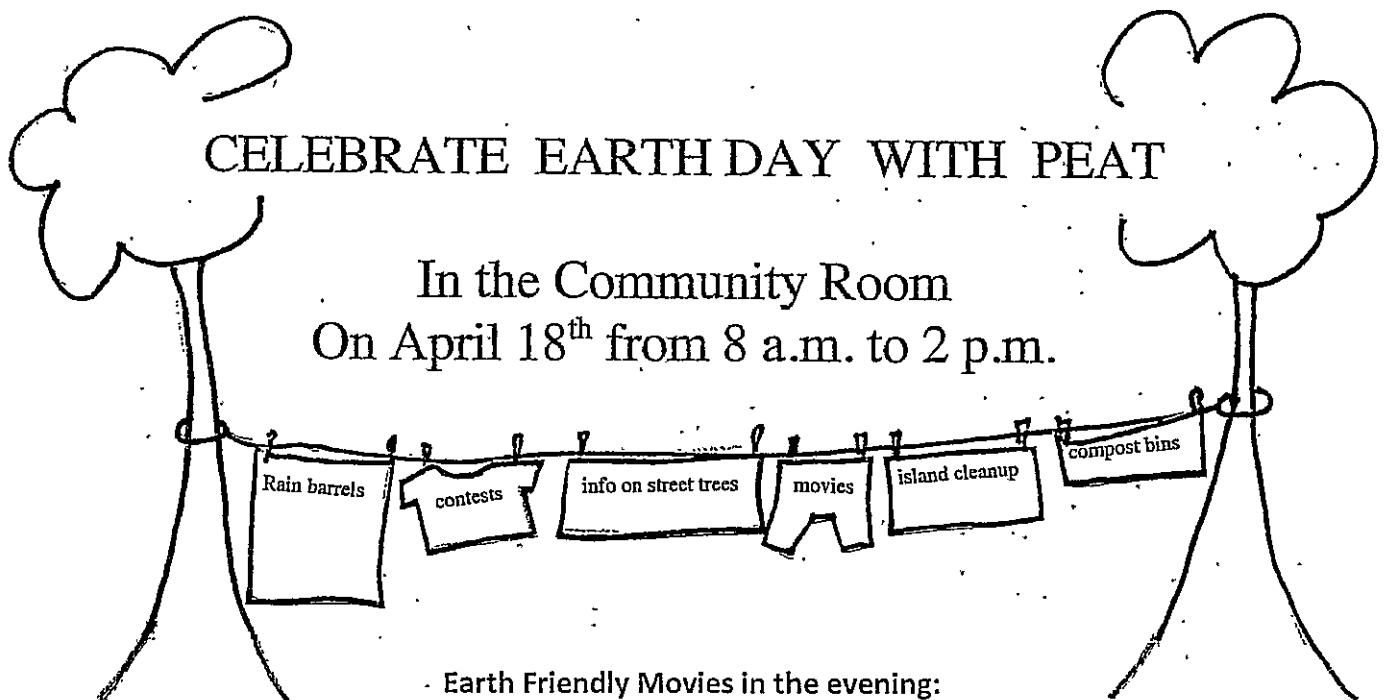 CELEBRATE EARTH DAY WITH PEAT
In the Community Room
On April 18th from 8 a.m. to 2 p.m.
Rain barrels
contests
info on street trees
movies
island cleanup
compost bins
Earth Friendly Movies in the evening: